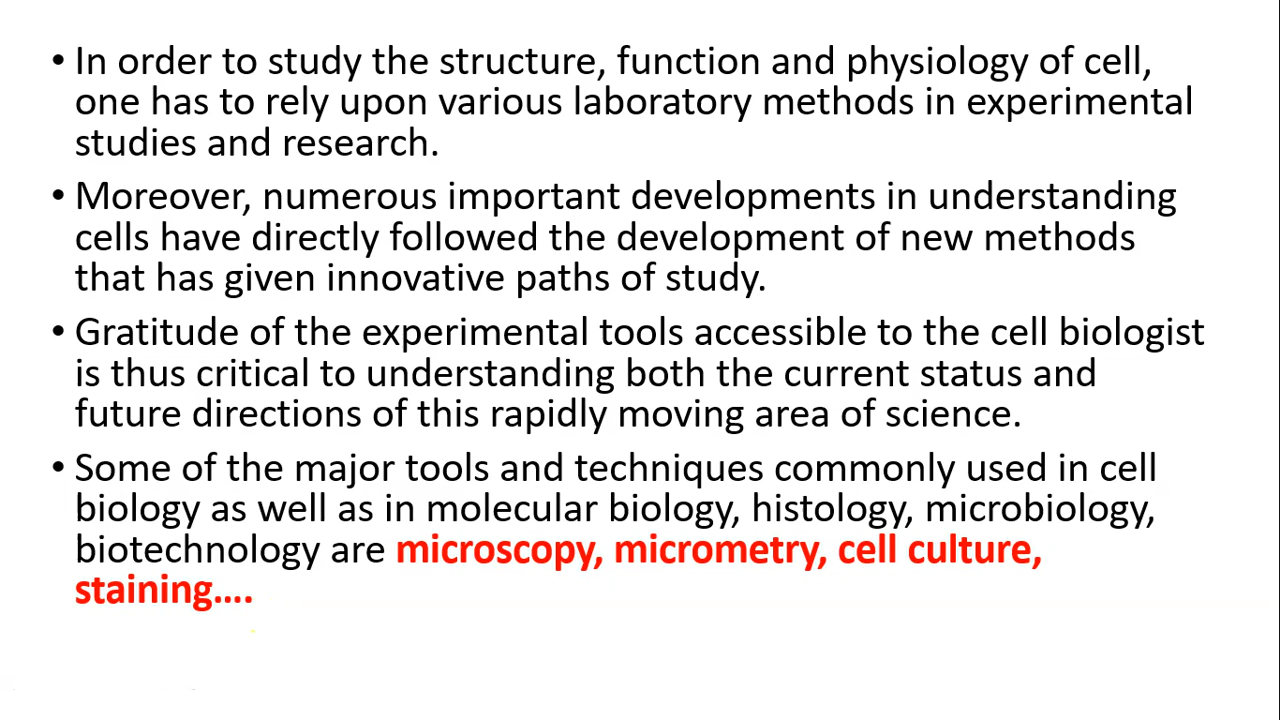 • In order to study the structure, function and physiology of cell,
one has to rely upon various laboratory methods in experimental
studies and research.
• Moreover, numerous important developments in understanding
cells have directly followed the development of new methods
that has given innovative paths of study.
• Gratitude of the experimental tools accessible to the cell biologist
is thus critical to understanding both the current status and
future directions of this rapidly moving area of science.
• Some of the major tools and techniques commonly used in cell
biology as well as in molecular biology, histology, microbiology,
biotechnology are microscopy, micrometry, cell culture,
staining….